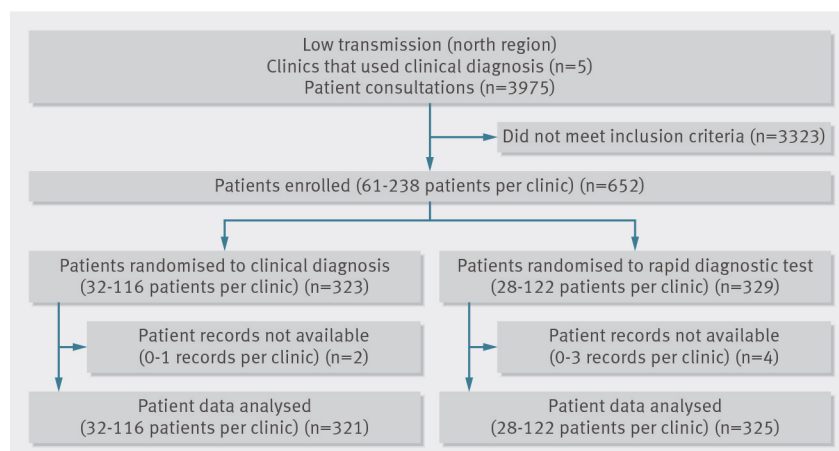 Low transmission (north region)
Clinics that used clinical diagnosis (n=5)
Patient consultations (n=3975)
Did not meet inclusion criteria (n=3323)
Patients enrolled (61-238 patients per clinic) (n=652)
Patients randomised to clinical diagnosis
(32-116 patients per clinic) (n=323)
Patients randomised to rapid diagnostic test
(28-122 patients per clinic) (n=329)
Patient records not available
(0-1 records per clinic) (n=2)
Patient records not available
(0-3 records per clinic) (n=4)
Patient data analysed
(32-116 patients per clinic) (n=321)
Patient data analysed
(28-122 patients per clinic) (n=325)